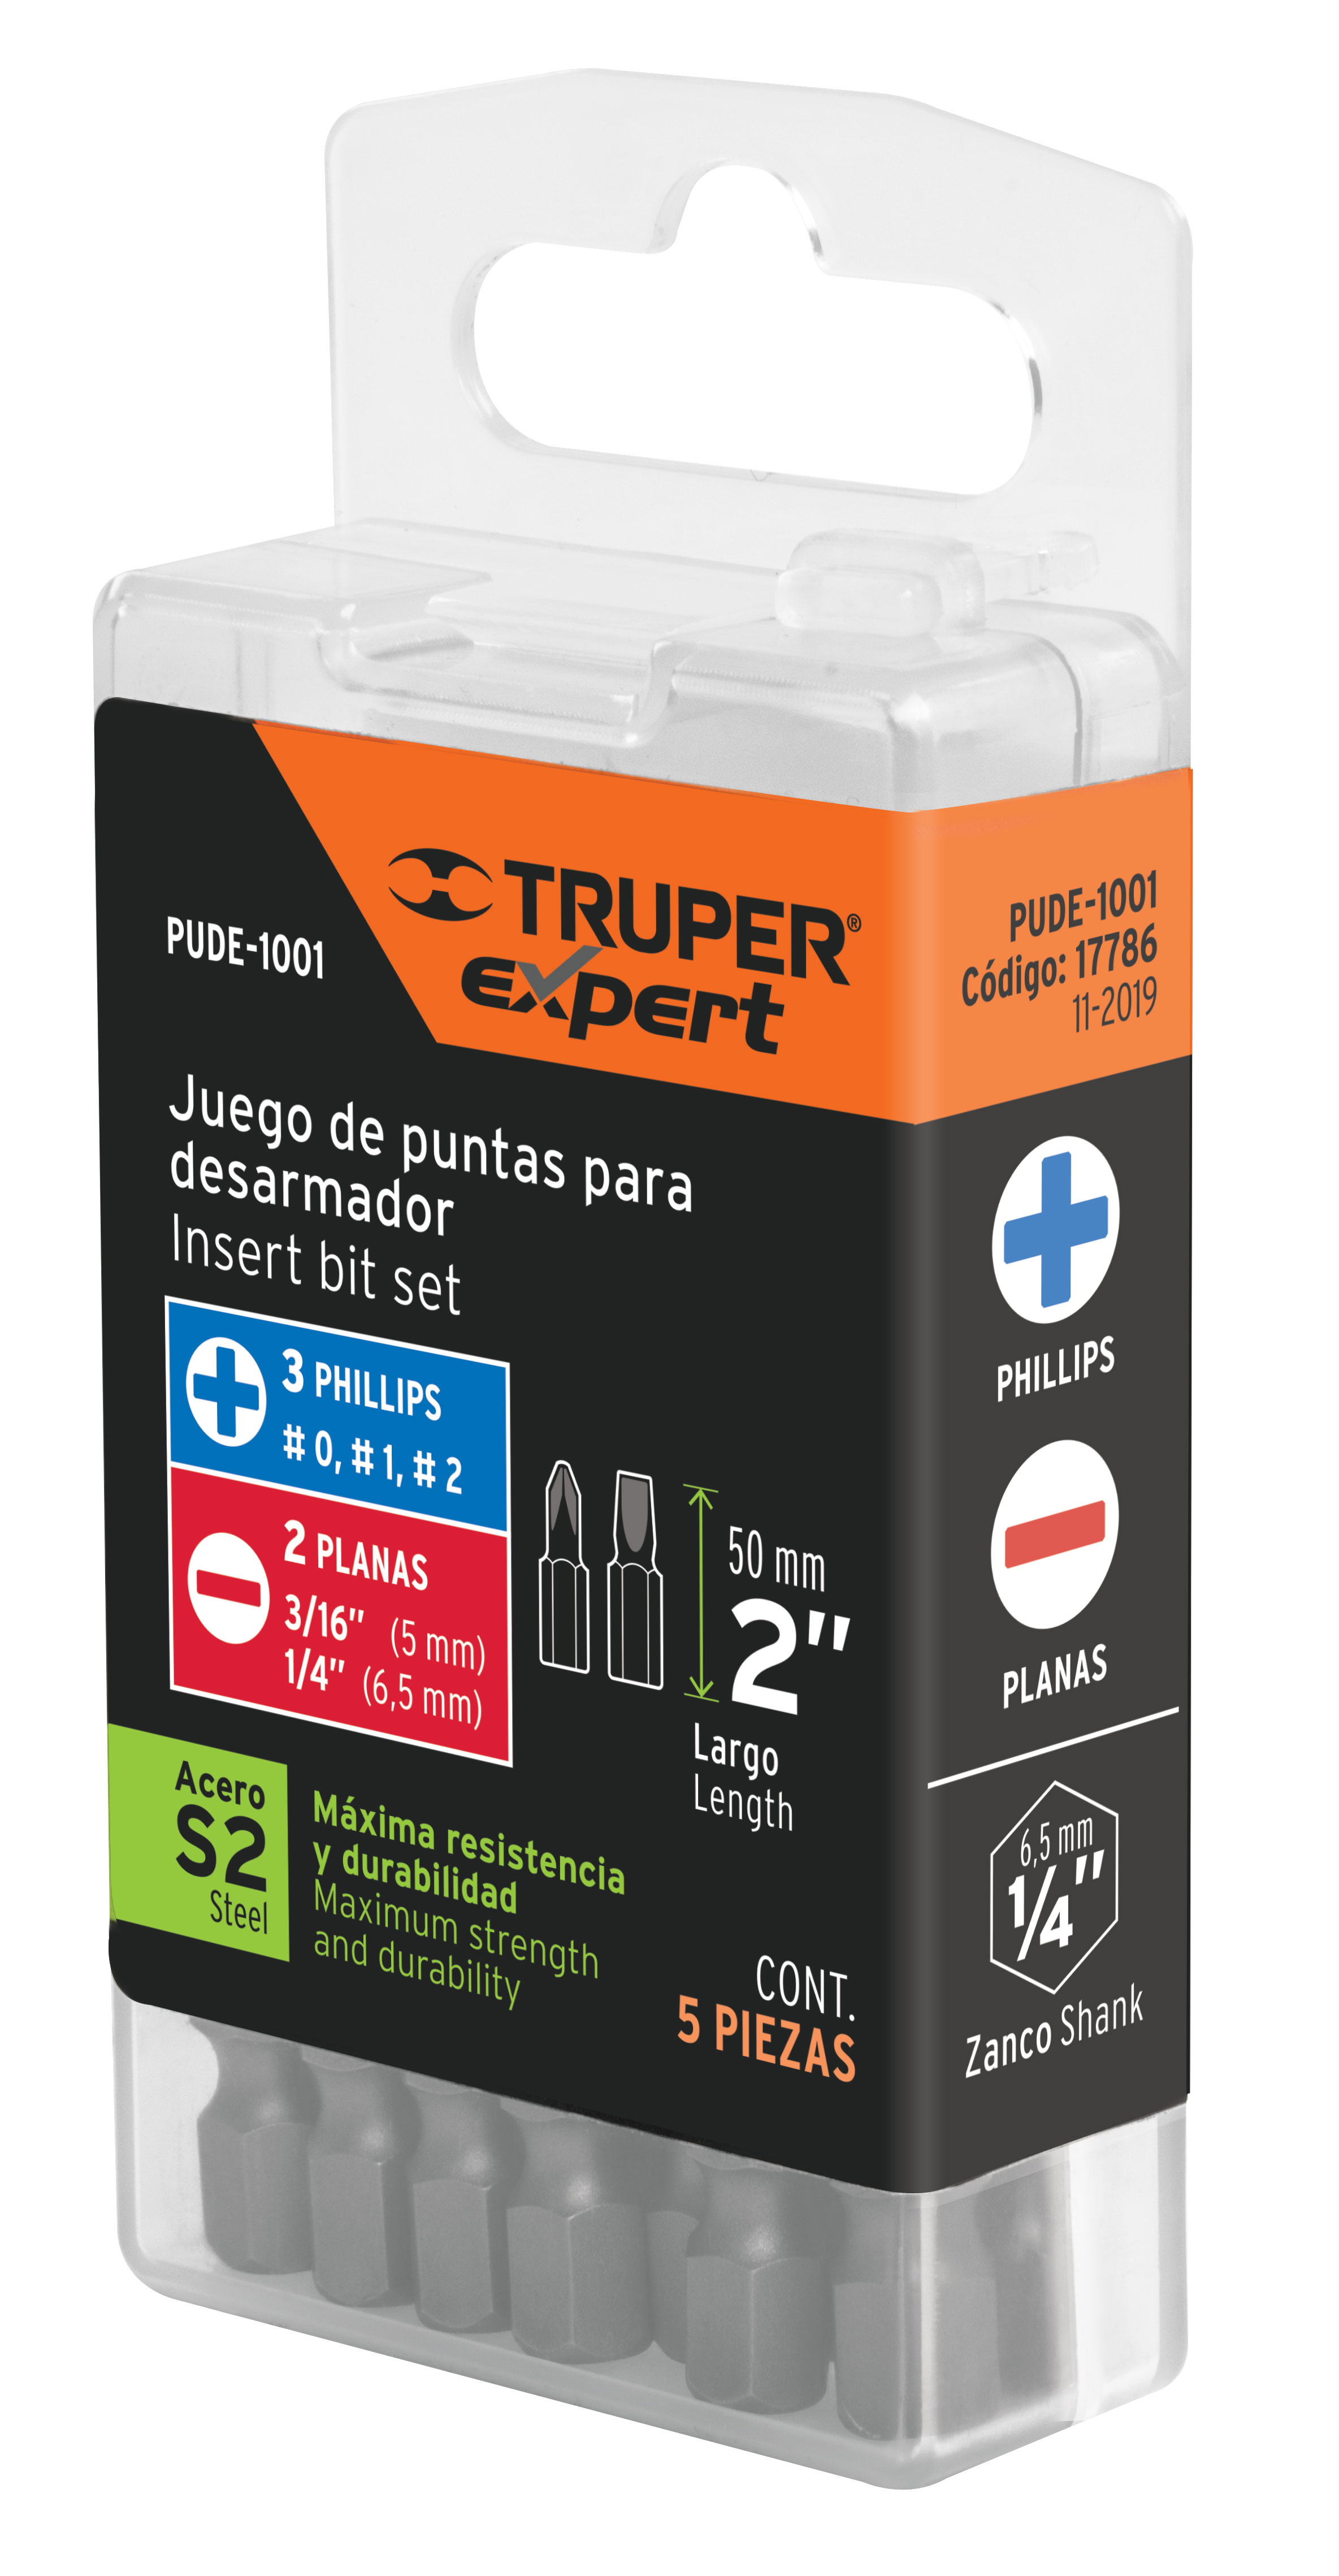 TRUPER®
expert
PUDE-1001
Juego de puntas para
desarmador
Insert bit set
3 PHILLIPS
# 0, # 1, # 2
2 PLANAS
3/16" (5 mm)
1/4" (6,5 mm)
50 mm
2"
Largo
Length
Acero
S2
Steel
Máxima resistencia
y durabilidad
Maximum strength
and durability
CONT.
5 PIEZAS
PUDE-1001
Código: 17786
11-2019
PHILLIPS
PLANAS
6,5 mm
1/4"
Zanco Shank